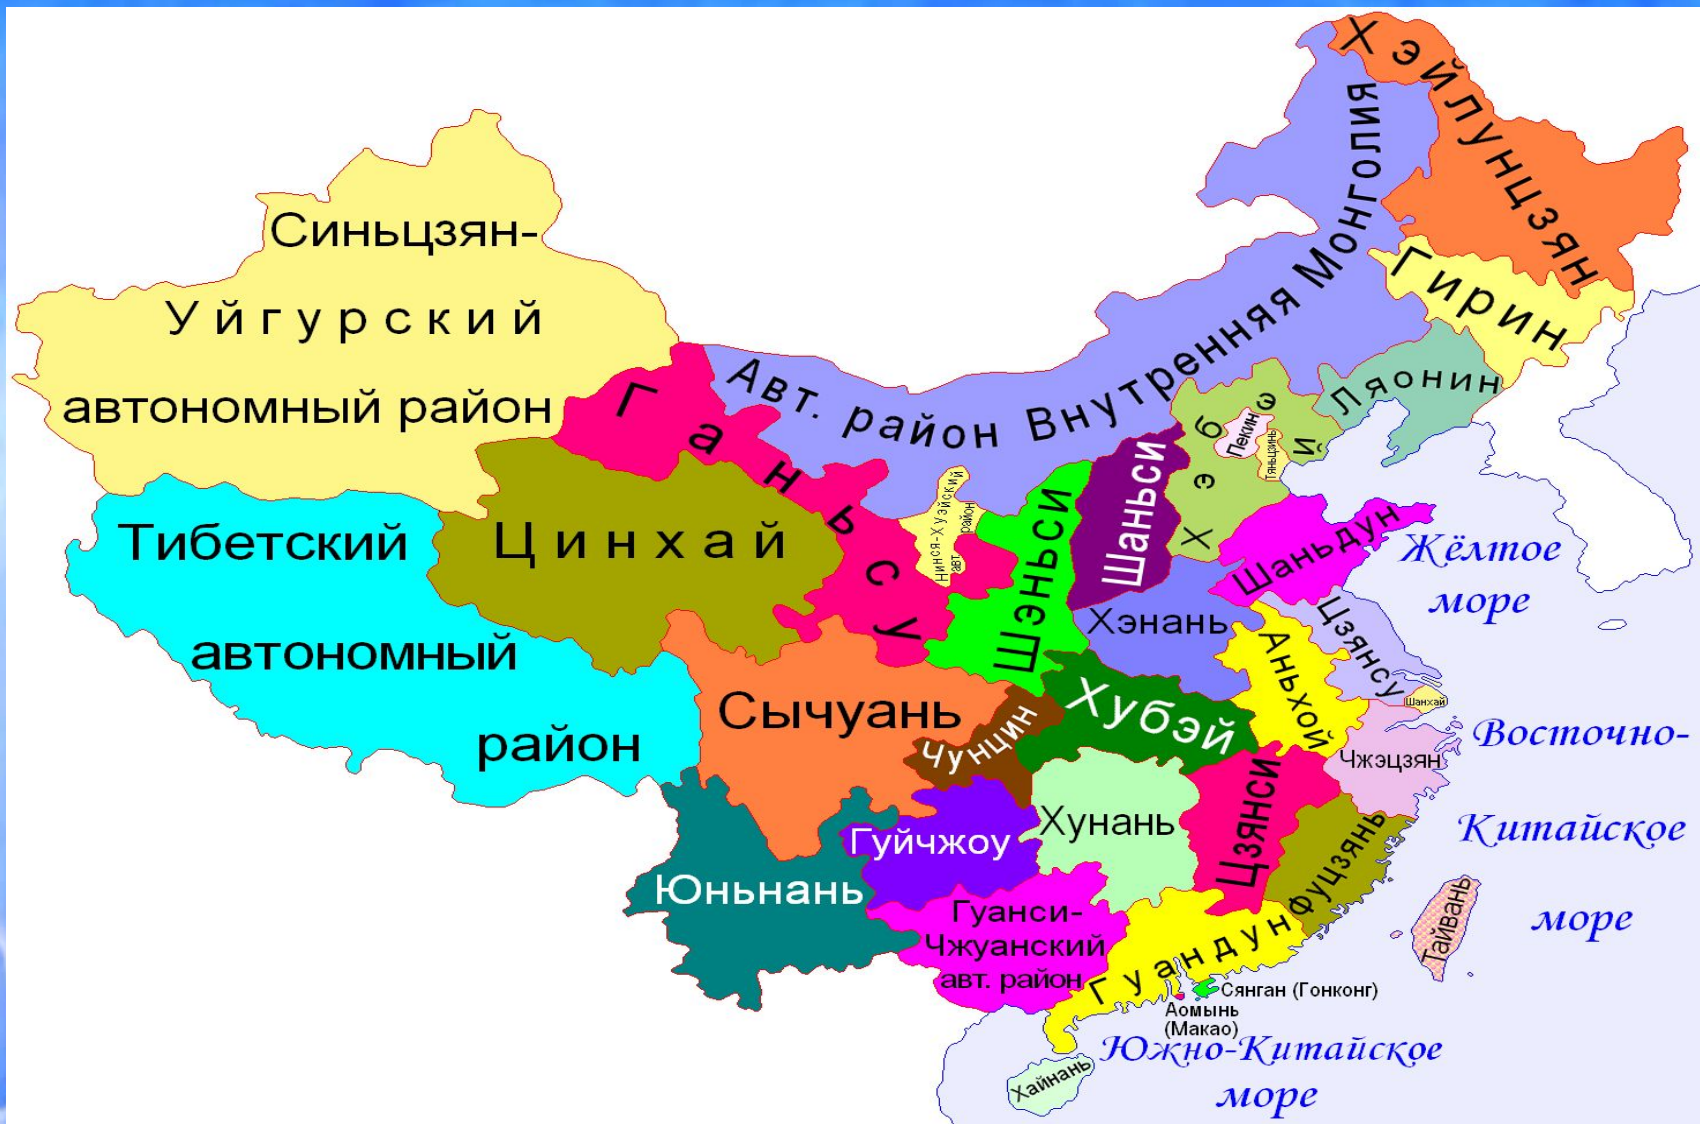 Хэйлунцзян
Авт. район Внутренняя Монголия
Гирин
Ляонин
Синьцзян-
Уйгурский
автономный район
Ганьсу
Хэбэй
Пекин
Тяньцзинь
Шаньси
Нинся-Хуэйский
авт. район
Шэньси
Тибетский
автономный
район
Цинхай
Шаньдун
Жёлтое
море
Хэнань
Цзянсу
Аньхой
Шанхай
Сычуань
Чунцин
Хубэй
Чжэцзян
Восточно-
Китайское
море
Хунань
Цзянси
Фуцзянь
Гуйчжоу
Юньнань
Гуанси-
Чжуанский
авт. район
Гуандун
Тайвань
Сянган (Гонконг)
Аомынь
(Макао)
Хайнань
Южно-Китайское
море